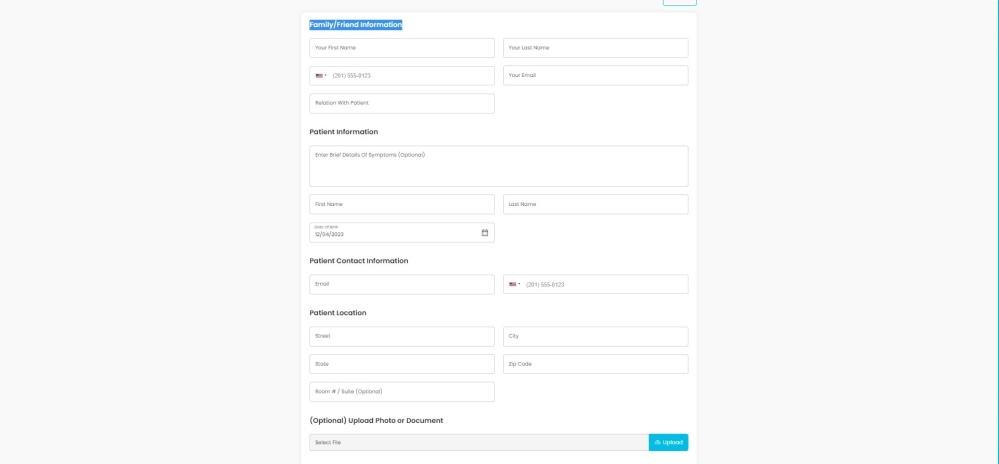 Family/Friend Information
Your First Name
Your Last Name
(201) 555-0123
Your Email
Relation With Patient
Patient Information
Enter Brief Details Of Symptoms (Optional)
First Name
Last Name
Date of Birth
12/04/2023
Patient Contact Information
Email
(201) 555-0123
Patient Location
Street
City
State
Zip Code
Room # / Suite (Optional)
(Optional) Upload Photo or Document
Select File
Upload